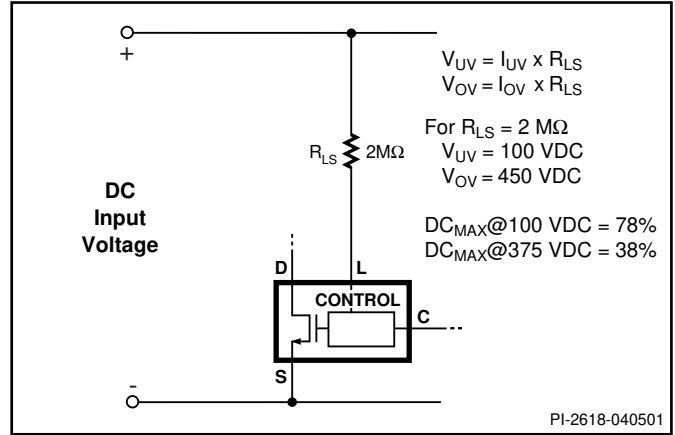 +
V_UV = I_UV x R_LS
V_OV = I_OV x R_LS
For R_LS = 2 MΩ
V_UV = 100 VDC
V_OV = 450 VDC
DC_MAX@100 VDC = 78%
DC_MAX@375 VDC = 38%
R_LS 2MΩ
DC
Input
Voltage
D L
CONTROL
C
S
-
PI-2618-040501